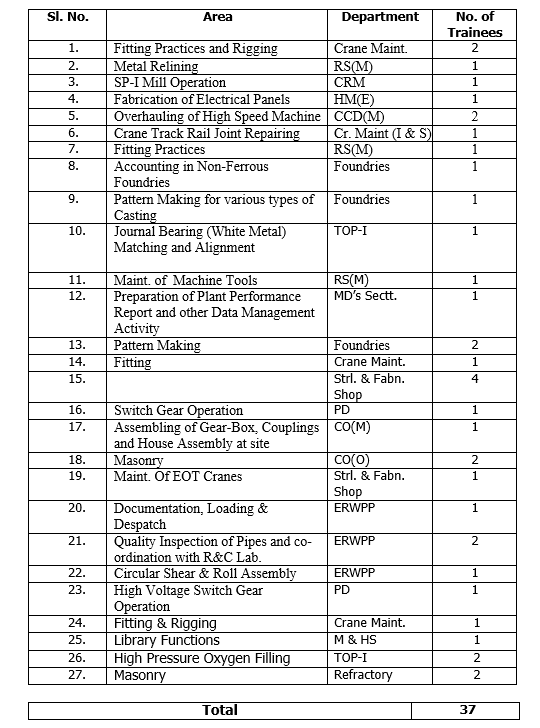 Sl. No. Area Department No. of
Trainees
1. Fitting Practices and Rigging Crane Maint. 2
2. Metal Relining RS(M) 1
3. SP-I Mill Operation CRM 1
4. Fabrication of Electrical Panels HM(E) 1
5. Overhauling of High Speed Machine CCD(M) 2
6. Crane Track Rail Joint Repairing Cr. Maint (I & S) 1
7. Fitting Practices RS(M) 1
8. Accounting in Non-Ferrous Foundries 1
Foundries
9. Pattern Making for various types of Foundries 1
Casting
10. Journal Bearing (White Metal) TOP-I 1
Matching and Alignment
11. Maint. of Machine Tools RS(M) 1
12. Preparation of Plant Performance MD's Sectt. 1
Report and other Data Management
Activity
13. Pattern Making Foundries 2
14. Fitting Crane Maint. 1
15. Strl. & Fabn. 4
Shop
16. Switch Gear Operation PD 1
17. Assembling of Gear-Box, Couplings CO(M) 1
and House Assembly at site
18. Masonry CO(O) 2
19. Maint. Of EOT Cranes Strl. & Fabn. 1
Shop
20. Documentation, Loading & ERWPP 1
Despatch
21. Quality Inspection of Pipes and co- ERWPP 2
ordination with R&C Lab.
22. Circular Shear & Roll Assembly ERWPP 1
23. High Voltage Switch Gear PD 1
Operation
24. Fitting & Rigging Crane Maint. 1
25. Library Functions M & HS 1
26. High Pressure Oxygen Filling TOP-I 2
27. Masonry Refractory 2
Total 37